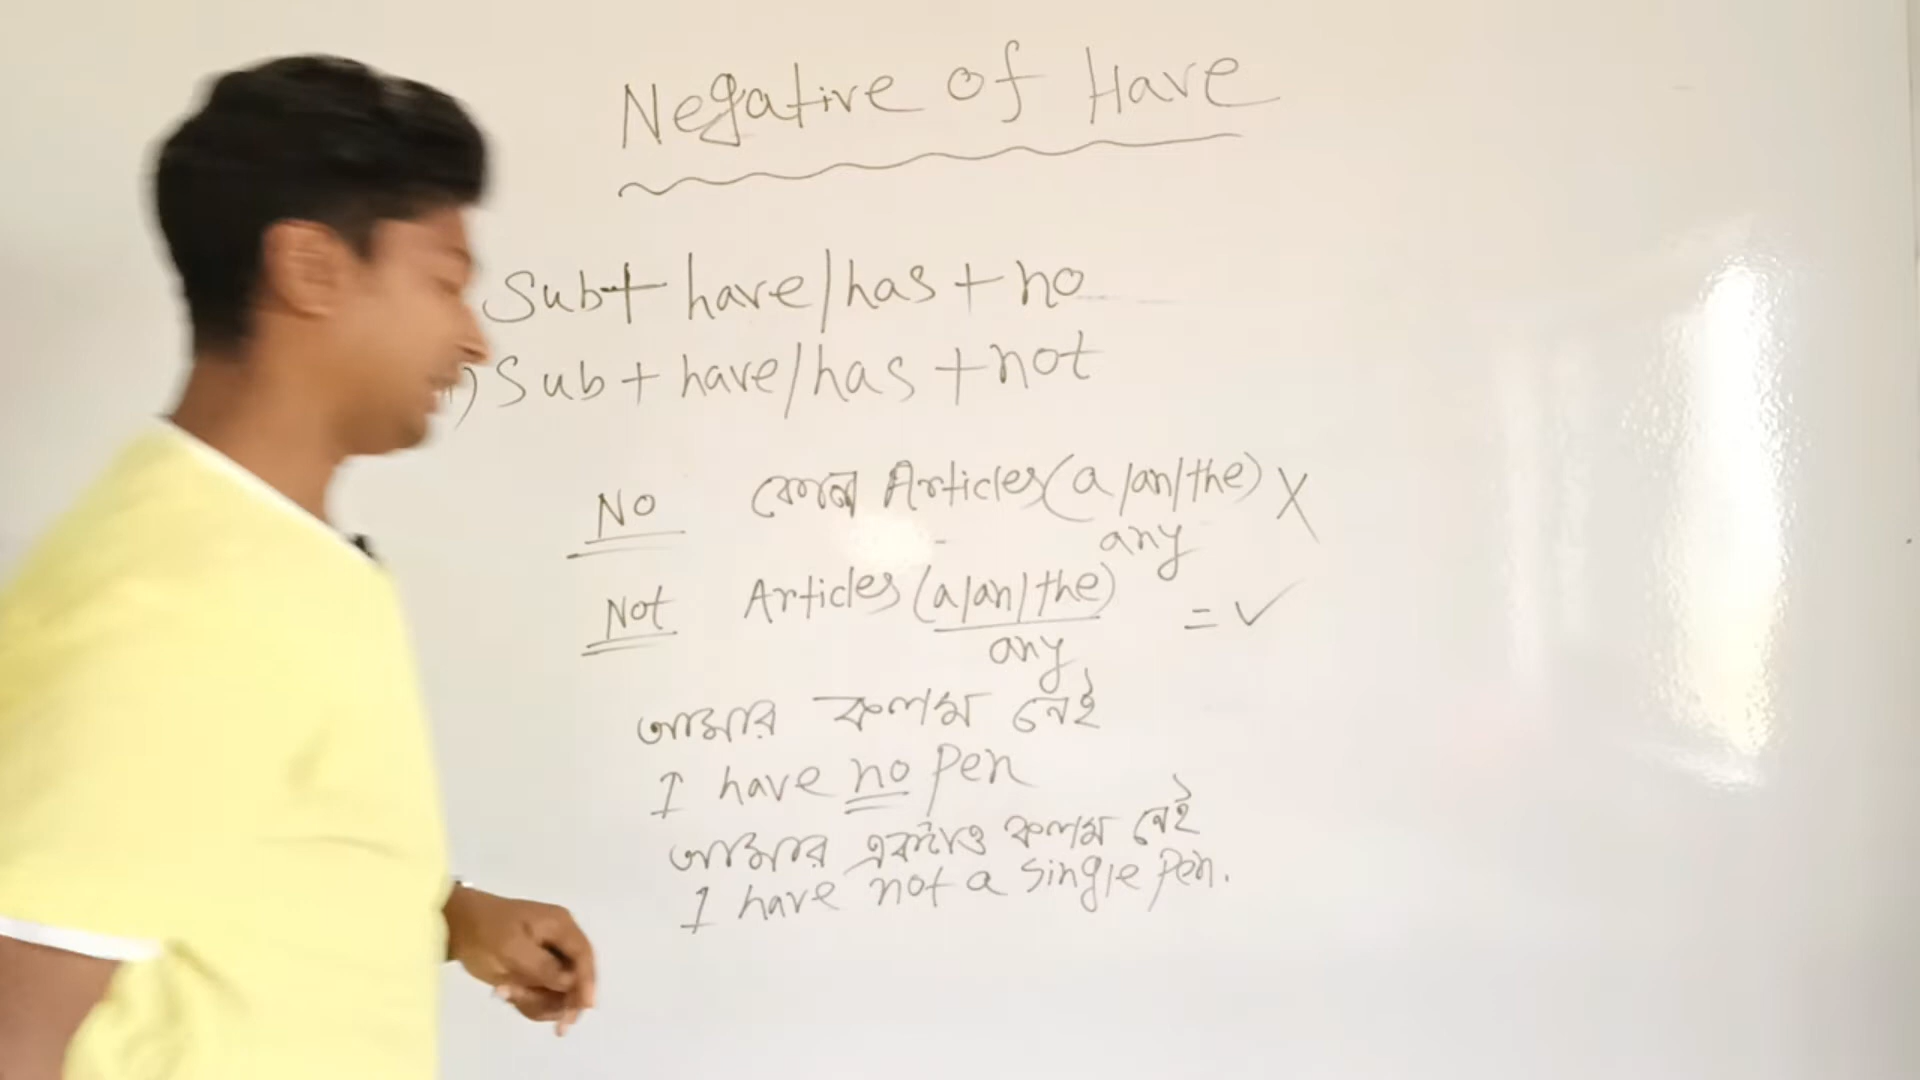 Negative of Have
Sub + have/has + no
) Sub + have/has + not
No কোনো Articles (a/an/the) X
any
Not Articles (a/an/the) = ✓
any
আমার কলম নেই
I have no pen
আমার একটাও কলম নেই
I have not a single pen.